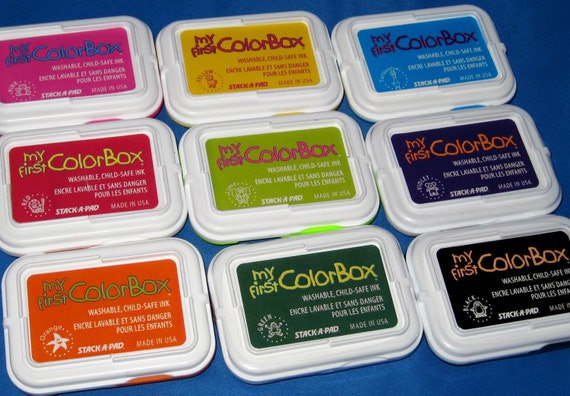 my first ColorBox
WASHABLE, CHILD-SAFE INK
ENCRE LAVABLE ET SANS DANGER
POUR LES ENFANTS
STACK-A-PAD MADE IN USA
my first ColorBox
WASHABLE, CHILD-SAFE INK
ENCRE LAVABLE ET SANS DANGER
POUR LES ENFANTS
YELLOW
STACK-A-PAD MADE IN USA
my first ColorBox
WASHABLE, CHILD-SAFE INK
ENCRE LAVABLE ET SANS DANGER
POUR LES ENFANTS
STACK-A-PAD MADE IN USA
my first ColorBox
WASHABLE, CHILD-SAFE INK
ENCRE LAVABLE ET SANS DANGER
POUR LES ENFANTS
RED
STACK-A-PAD MADE IN USA
my first ColorBox
WASHABLE, CHILD-SAFE INK
ENCRE LAVABLE ET SANS DANGER
POUR LES ENFANTS
STACK-A-PAD MADE IN USA
my first ColorBox
WASHABLE, CHILD-SAFE INK
ENCRE LAVABLE ET SANS DANGER
POUR LES ENFANTS
VIOLET
STACK-A-PAD MADE IN USA
my first ColorBox
WASHABLE, CHILD-SAFE INK
ENCRE LAVABLE ET SANS DANGER
POUR LES ENFANTS
Orange
STACK-A-PAD MADE IN USA
my first ColorBox
WASHABLE, CHILD-SAFE INK
ENCRE LAVABLE ET SANS DANGER
POUR LES ENFANTS
GREEN
STACK-A-PAD MADE IN USA
my first ColorBox
WASHABLE, CHILD-SAFE INK
ENCRE LAVABLE ET SANS DANGER
POUR LES ENFANTS
BLACK
STACK-A-PAD MADE IN USA